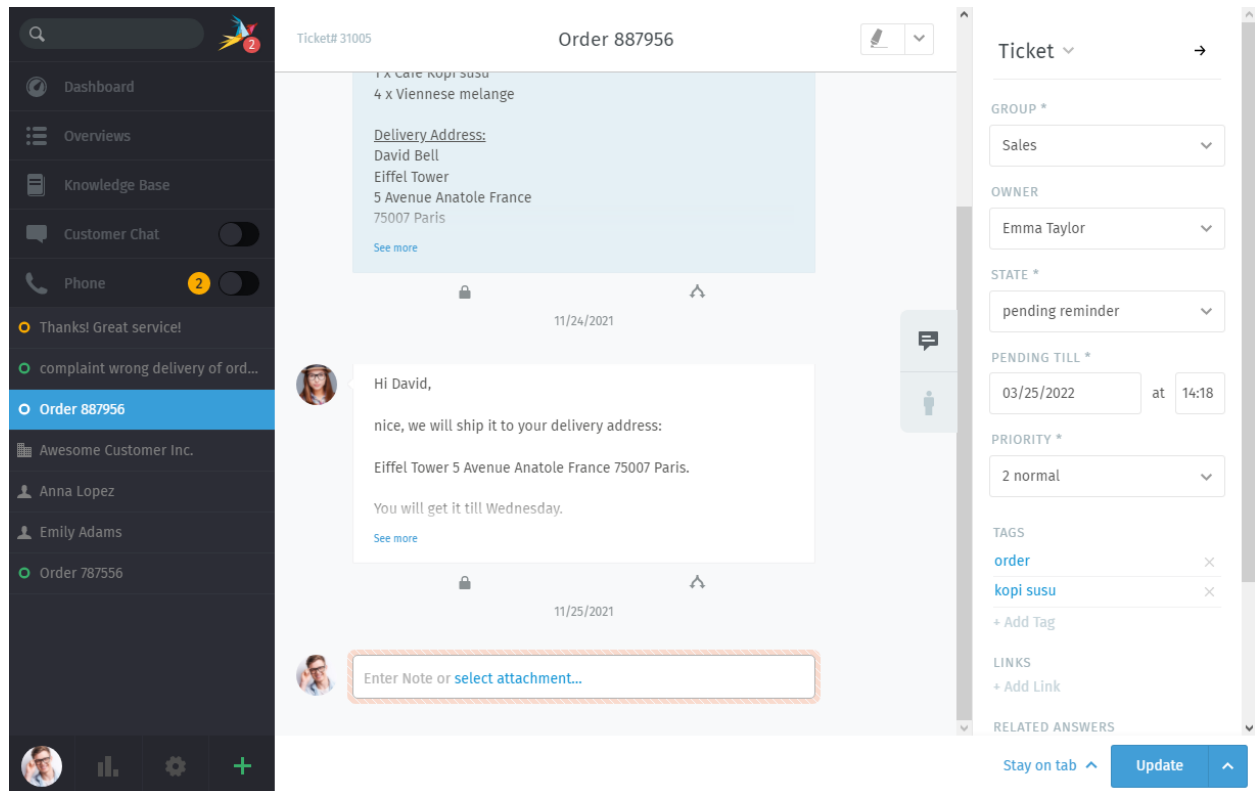 2
Dashboard
Overviews
Knowledge Base
Customer Chat
Phone 2
Thanks! Great service!
complaint wrong delivery of ord...
Order 887956
Awesome Customer Inc.
Anna Lopez
Emily Adams
Order 787556
Ticket# 31005
Order 887956
1 x Café Kopi susu
4 x Viennese melange
Delivery Address:
David Bell
Eiffel Tower
5 Avenue Anatole France
75007 Paris
See more
11/24/2021
Hi David,
nice, we will ship it to your delivery address:
Eiffel Tower 5 Avenue Anatole France 75007 Paris.
You will get it till Wednesday.
See more
11/25/2021
Enter Note or select attachment...
Ticket
GROUP *
Sales
OWNER
Emma Taylor
STATE *
pending reminder
PENDING TILL *
03/25/2022 at 14:18
PRIORITY *
2 normal
TAGS
order
kopi susu
+ Add Tag
LINKS
+ Add Link
RELATED ANSWERS
Stay on tab
Update